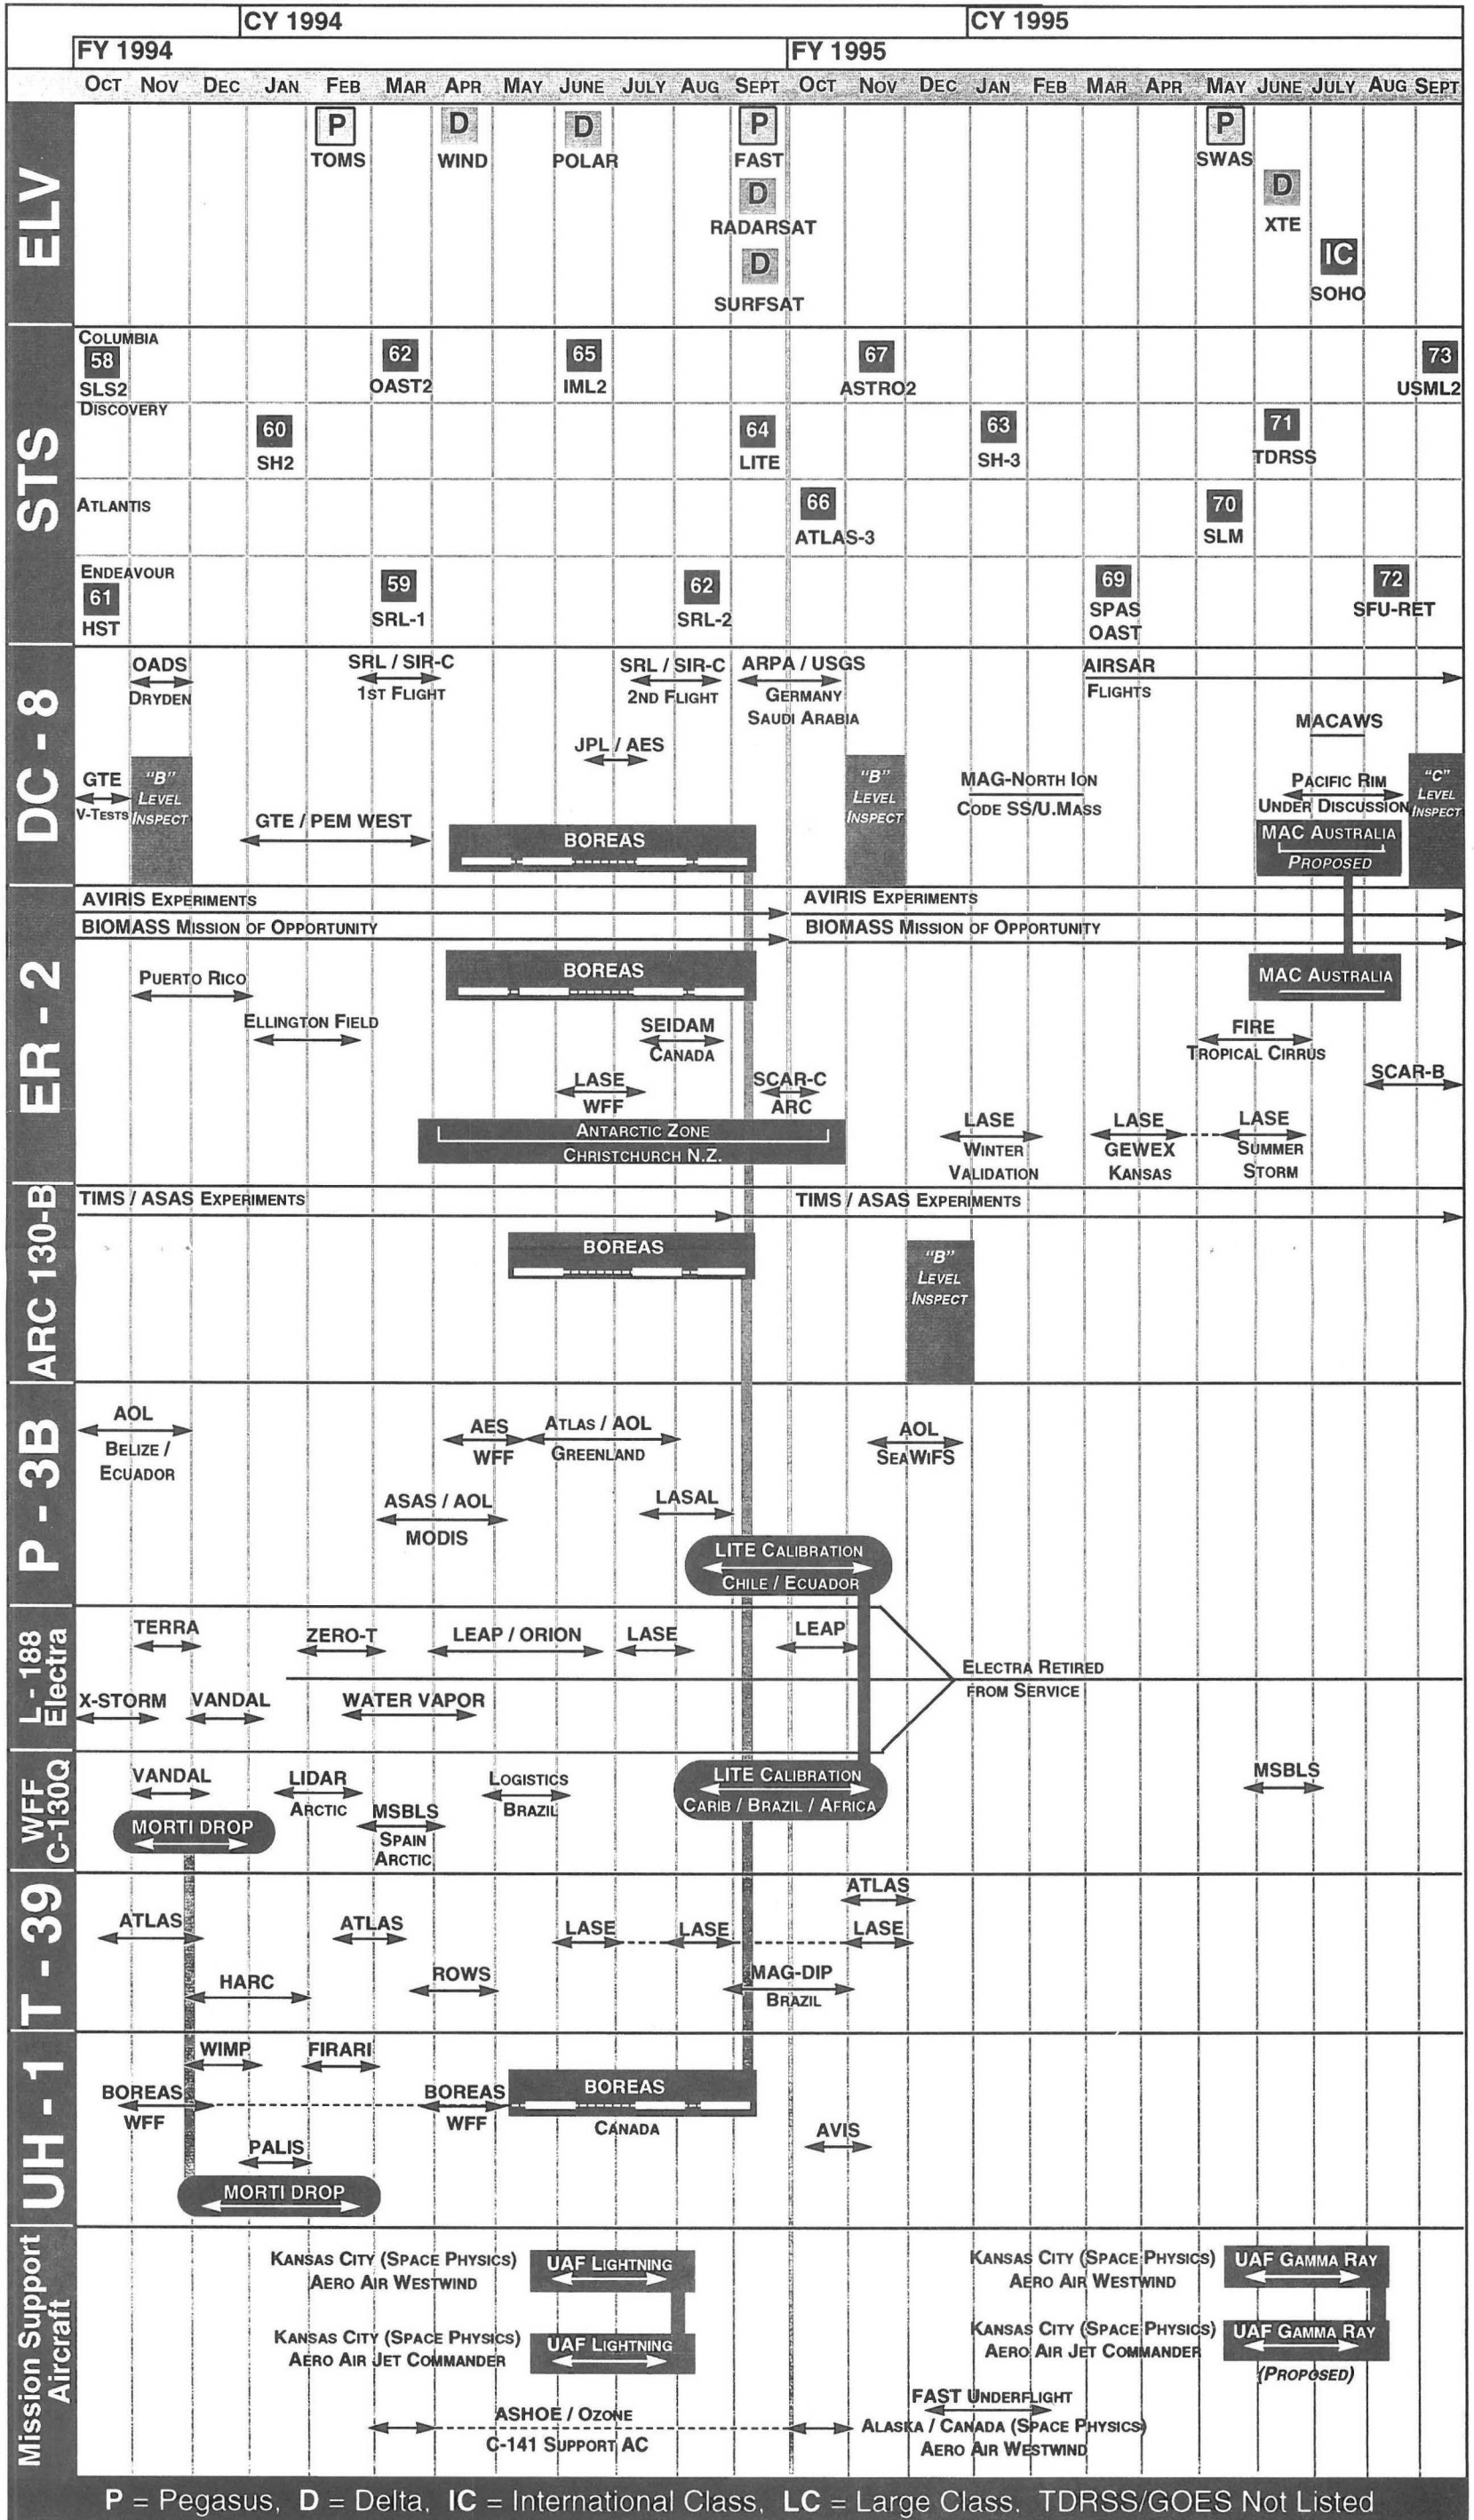 CY 1994 CY 1995
FY 1994 FY 1995
OCT NOV DEC JAN FEB MAR APR MAY JUNE JULY AUG SEPT OCT NOV DEC JAN FEB MAR APR MAY JUNE JULY AUG SEPT
ELV
P D D P P
TOMS WIND POLAR FAST SWAS
D D
RADARSAT XTE
D IC
SURFSAT SOHO
STS
COLUMBIA
58 62 65 67 73
SLS2 OAST2 IML2 ASTRO2 USML2
DISCOVERY
60 64 63 71
SH2 LITE SH-3 TDRSS
ATLANTIS
66 70
ATLAS-3 SLM
ENDEAVOUR
61 59 62 69 72
HST SRL-1 SRL-2 SPAS SFU-RET
OAST
DC - 8
OADS SRL / SIR-C SRL / SIR-C ARPA / USGS AIRSAR
DRYDEN 1ST FLIGHT 2ND FLIGHT GERMANY FLIGHTS
SAUDI ARABIA
MACAWS
JPL / AES
GTE "B" "B" MAG-NORTH ION PACIFIC RIM "C"
V-TESTS LEVEL LEVEL CODE SS/U.MASS UNDER DISCUSSION LEVEL
INSPECT INSPECT INSPECT
GTE / PEM WEST BOREAS MAC AUSTRALIA
PROPOSED
ER - 2
AVIRIS EXPERIMENTS AVIRIS EXPERIMENTS
BIOMASS MISSION OF OPPORTUNITY BIOMASS MISSION OF OPPORTUNITY
PUERTO RICO BOREAS MAC AUSTRALIA
ELLINGTON FIELD SEIDAM FIRE
CANADA TROPICAL CIRRUS
LASE SCAR-C SCAR-B
WFF ARC
ANTARCTIC ZONE LASE LASE LASE
CHRISTCHURCH N.Z. WINTER GEWEX SUMMER
VALIDATION KANSAS STORM
ARC 130-B
TIMS / ASAS EXPERIMENTS TIMS / ASAS EXPERIMENTS
BOREAS "B"
LEVEL
INSPECT
P - 3B
AOL AES ATLAS / AOL AOL
BELIZE / WFF GREENLAND SEAWIFS
ECUADOR
ASAS / AOL LASAL
MODIS
LITE CALIBRATION
CHILE / ECUADOR
L - 188
Electra
TERRA ZERO-T LEAP / ORION LASE LEAP
ELECTRA RETIRED
FROM SERVICE
X-STORM VANDAL WATER VAPOR
WFF
C-130Q
VANDAL LIDAR LOGISTICS LITE CALIBRATION MSBLS
ARCTIC BRAZIL CARIB / BRAZIL / AFRICA
MORTI DROP MSBLS
SPAIN
ARCTIC
T - 39
ATLAS
ATLAS ATLAS LASE LASE LASE
HARC ROWS MAG-DIP
BRAZIL
UH - 1
WIMP FIRARI
BOREAS BOREAS BOREAS
WFF WFF CANADA
AVIS
PALIS
MORTI DROP
Mission Support
Aircraft
KANSAS CITY (SPACE PHYSICS) UAF LIGHTNING KANSAS CITY (SPACE PHYSICS) UAF GAMMA RAY
AERO AIR WESTWIND AERO AIR WESTWIND
KANSAS CITY (SPACE PHYSICS) UAF LIGHTNING KANSAS CITY (SPACE PHYSICS) UAF GAMMA RAY
AERO AIR JET COMMANDER AERO AIR JET COMMANDER
(PROPOSED)
FAST UNDERFLIGHT
ASHOE / OZONE ALASKA / CANADA (SPACE PHYSICS)
C-141 SUPPORT AC AERO AIR WESTWIND
P = Pegasus, D = Delta, IC = International Class, LC = Large Class. TDRSS/GOES Not Listed